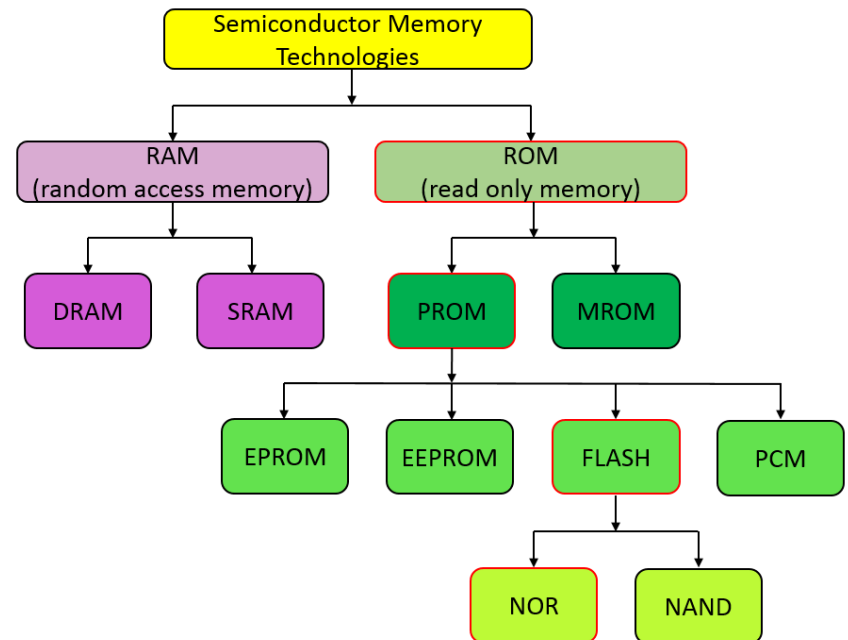 Semiconductor Memory
Technologies
RAM
(random access memory)
ROM
(read only memory)
DRAM
SRAM
PROM
MROM
EPROM
EEPROM
FLASH
PCM
NOR
NAND